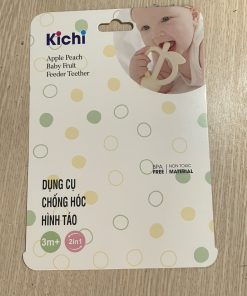 Kichi
Apple Peach
Baby Fruit
Feeder Teether
BPA FREE
NON TOXIC MATERIAL
DỤNG CỤ
CHỐNG HÓC
HÌNH TÁO
3m+
2in1